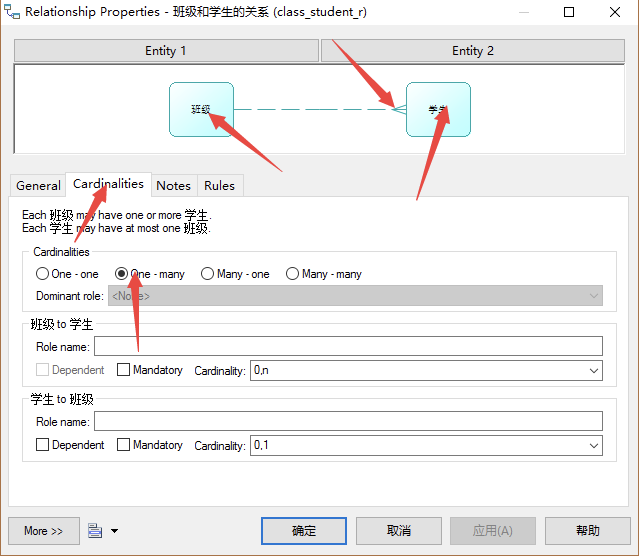 Relationship Properties - 班级和学生的关系 (class_student_r)
Entity 1
Entity 2
班级
学生
General
Cardinalities
Notes
Rules
Each 班级 may have one or more 学生.
Each 学生 may have at most one 班级.
Cardinalities
One - one
One - many
Many - one
Many - many
Dominant role:
<None>
班级 to 学生
Role name:
Dependent
Mandatory
Cardinality:
0,n
学生 to 班级
Role name:
Dependent
Mandatory
Cardinality:
0,1
More >>
确定
取消
应用(A)
帮助